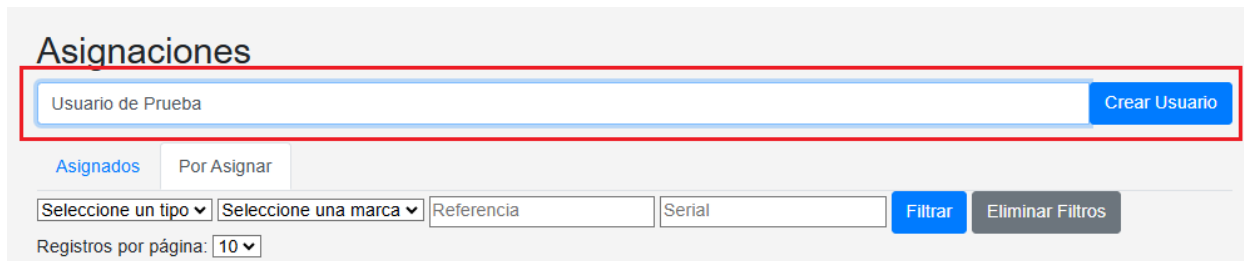 Asignaciones
Usuario de Prueba Crear Usuario
Asignados Por Asignar
Seleccione un tipo Seleccione una marca Referencia Serial Filtrar Eliminar Filtros
Registros por página: 10